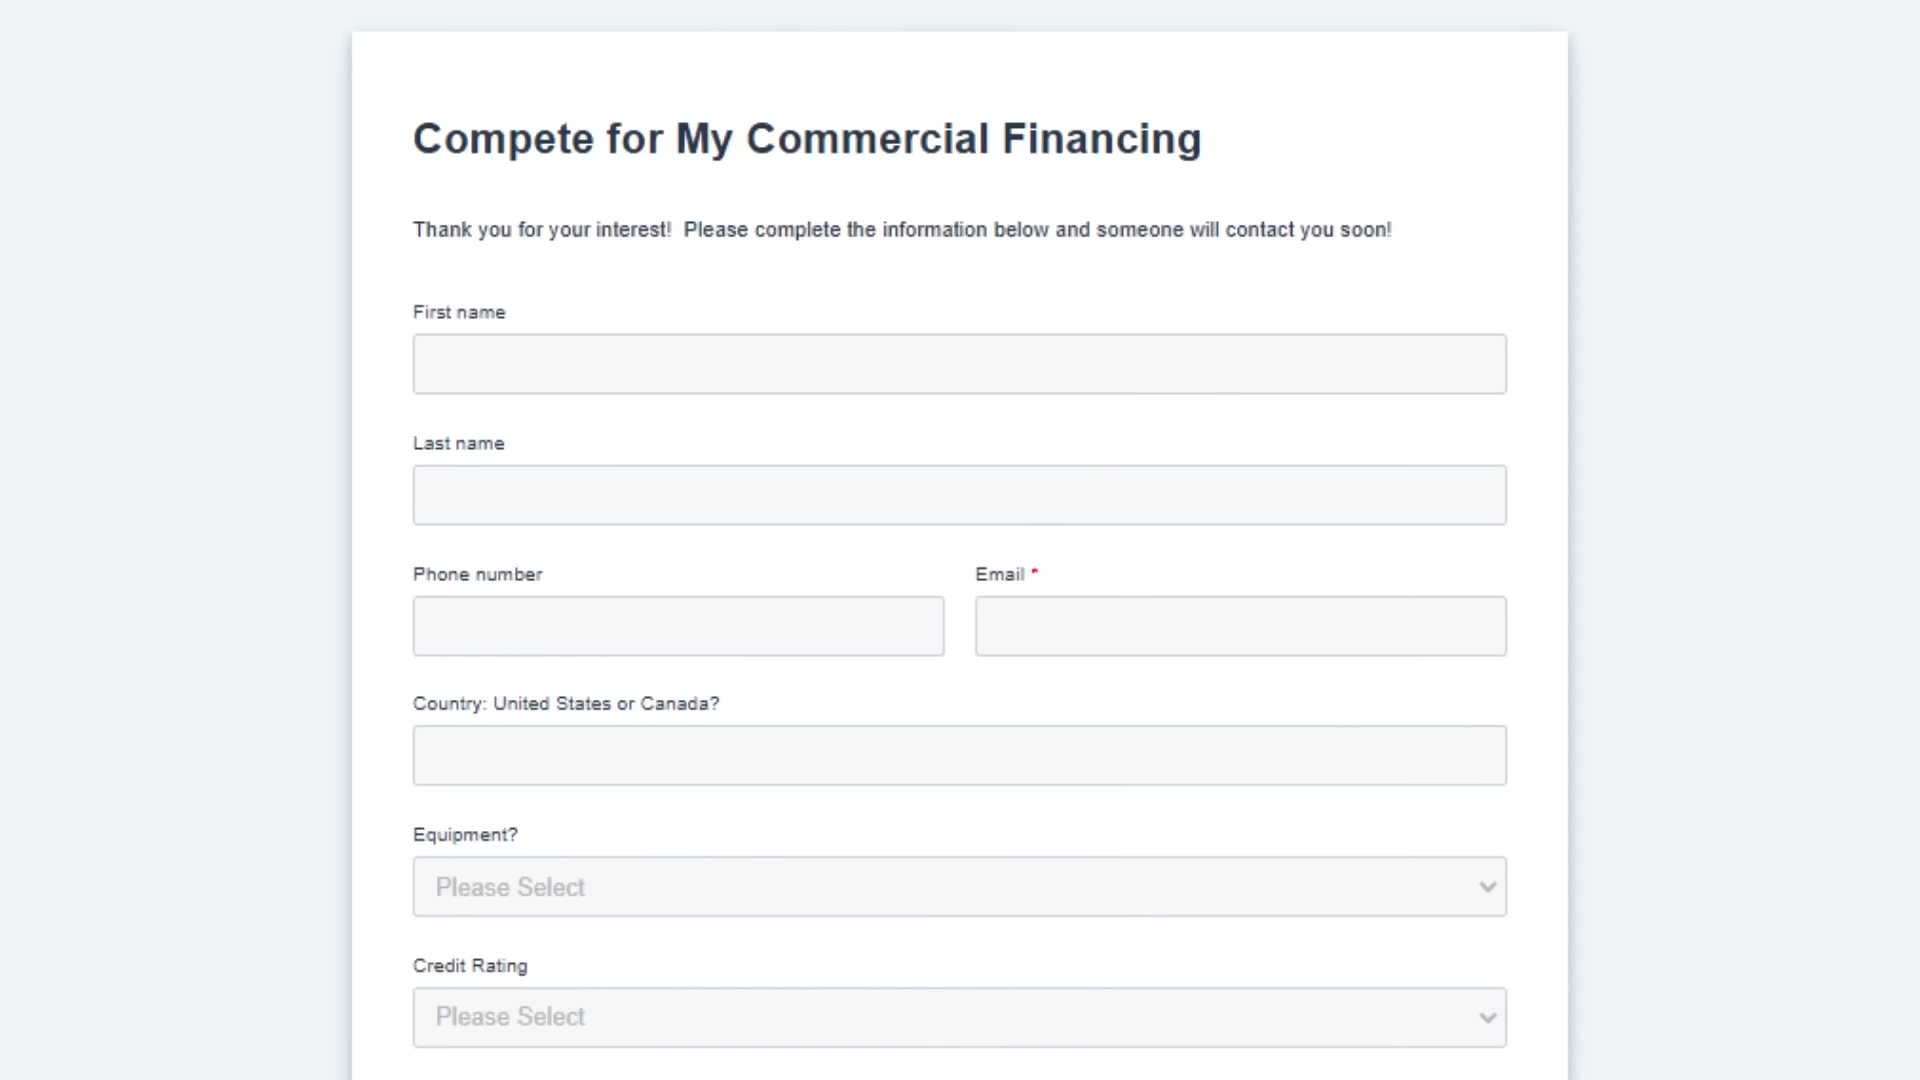 Compete for My Commercial Financing
Thank you for your interest!  Please complete the information below and someone will contact you soon!
First name
Last name
Phone number
Email *
Country: United States or Canada?
Equipment?
Please Select
Credit Rating
Please Select